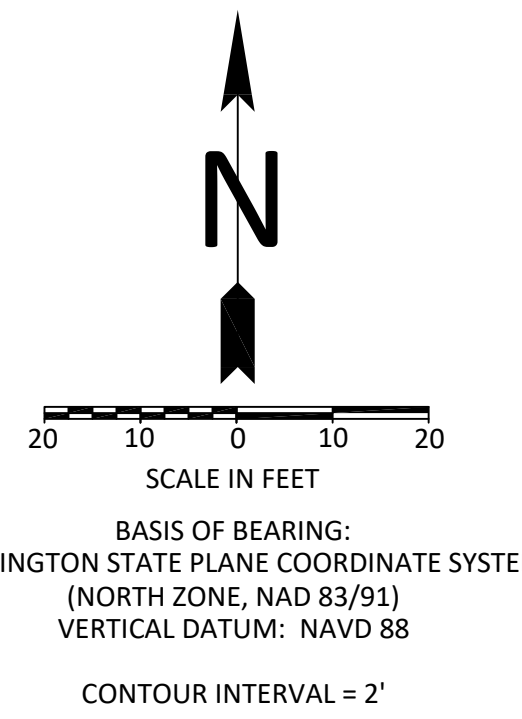 N
20 10 0 10 20
SCALE IN FEET
BASIS OF BEARING:
INGTON STATE PLANE COORDINATE SYSTE
(NORTH ZONE, NAD 83/91)
VERTICAL DATUM: NAVD 88
CONTOUR INTERVAL = 2'